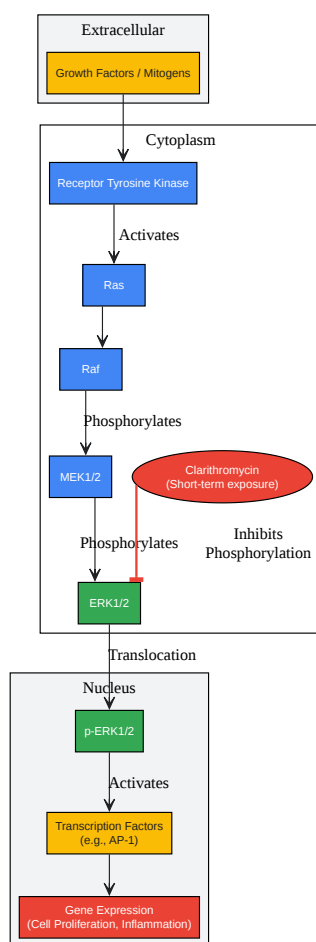 Extracellular
Growth Factors / Mitogens
Cytoplasm
Receptor Tyrosine Kinase
Activates
Ras
Raf
Phosphorylates
MEK1/2
Clarithromycin
(Short-term exposure)
Phosphorylates
Inhibits
Phosphorylation
ERK1/2
Translocation
Nucleus
p-ERK1/2
Activates
Transcription Factors
(e.g., AP-1)
Gene Expression
(Cell Proliferation, Inflammation)